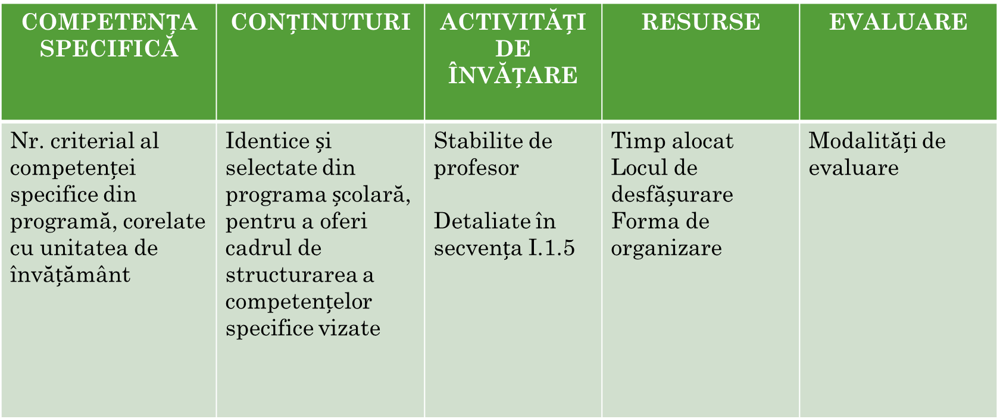 COMPETENȚA
SPECIFICĂ
CONȚINUTURI
ACTIVITĂȚI
DE
ÎNVĂȚARE
RESURSE
EVALUARE
Nr. criterial al
competenței
specifice din
programă, corelate
cu unitatea de
învățământ
Identice și
selectate din
programa școlară,
pentru a oferi
cadrul de
structurarea a
competențelor
specifice vizate
Stabilite de
profesor
Detaliate în
secvența I.1.5
Timp alocat
Locul de
desfășurare
Forma de
organizare
Modalități de
evaluare